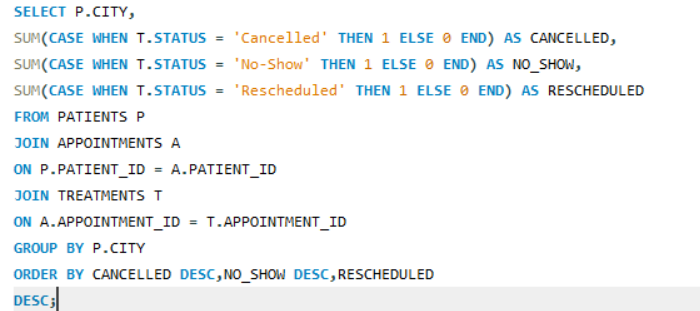 SELECT P.CITY,
SUM(CASE WHEN T.STATUS = 'Cancelled' THEN 1 ELSE 0 END) AS CANCELLED,
SUM(CASE WHEN T.STATUS = 'No-Show' THEN 1 ELSE 0 END) AS NO_SHOW,
SUM(CASE WHEN T.STATUS = 'Rescheduled' THEN 1 ELSE 0 END) AS RESCHEDULED
FROM PATIENTS P
JOIN APPOINTMENTS A
ON P.PATIENT_ID = A.PATIENT_ID
JOIN TREATMENTS T
ON A.APPOINTMENT_ID = T.APPOINTMENT_ID
GROUP BY P.CITY
ORDER BY CANCELLED DESC,NO_SHOW DESC,RESCHEDULED
DESC;